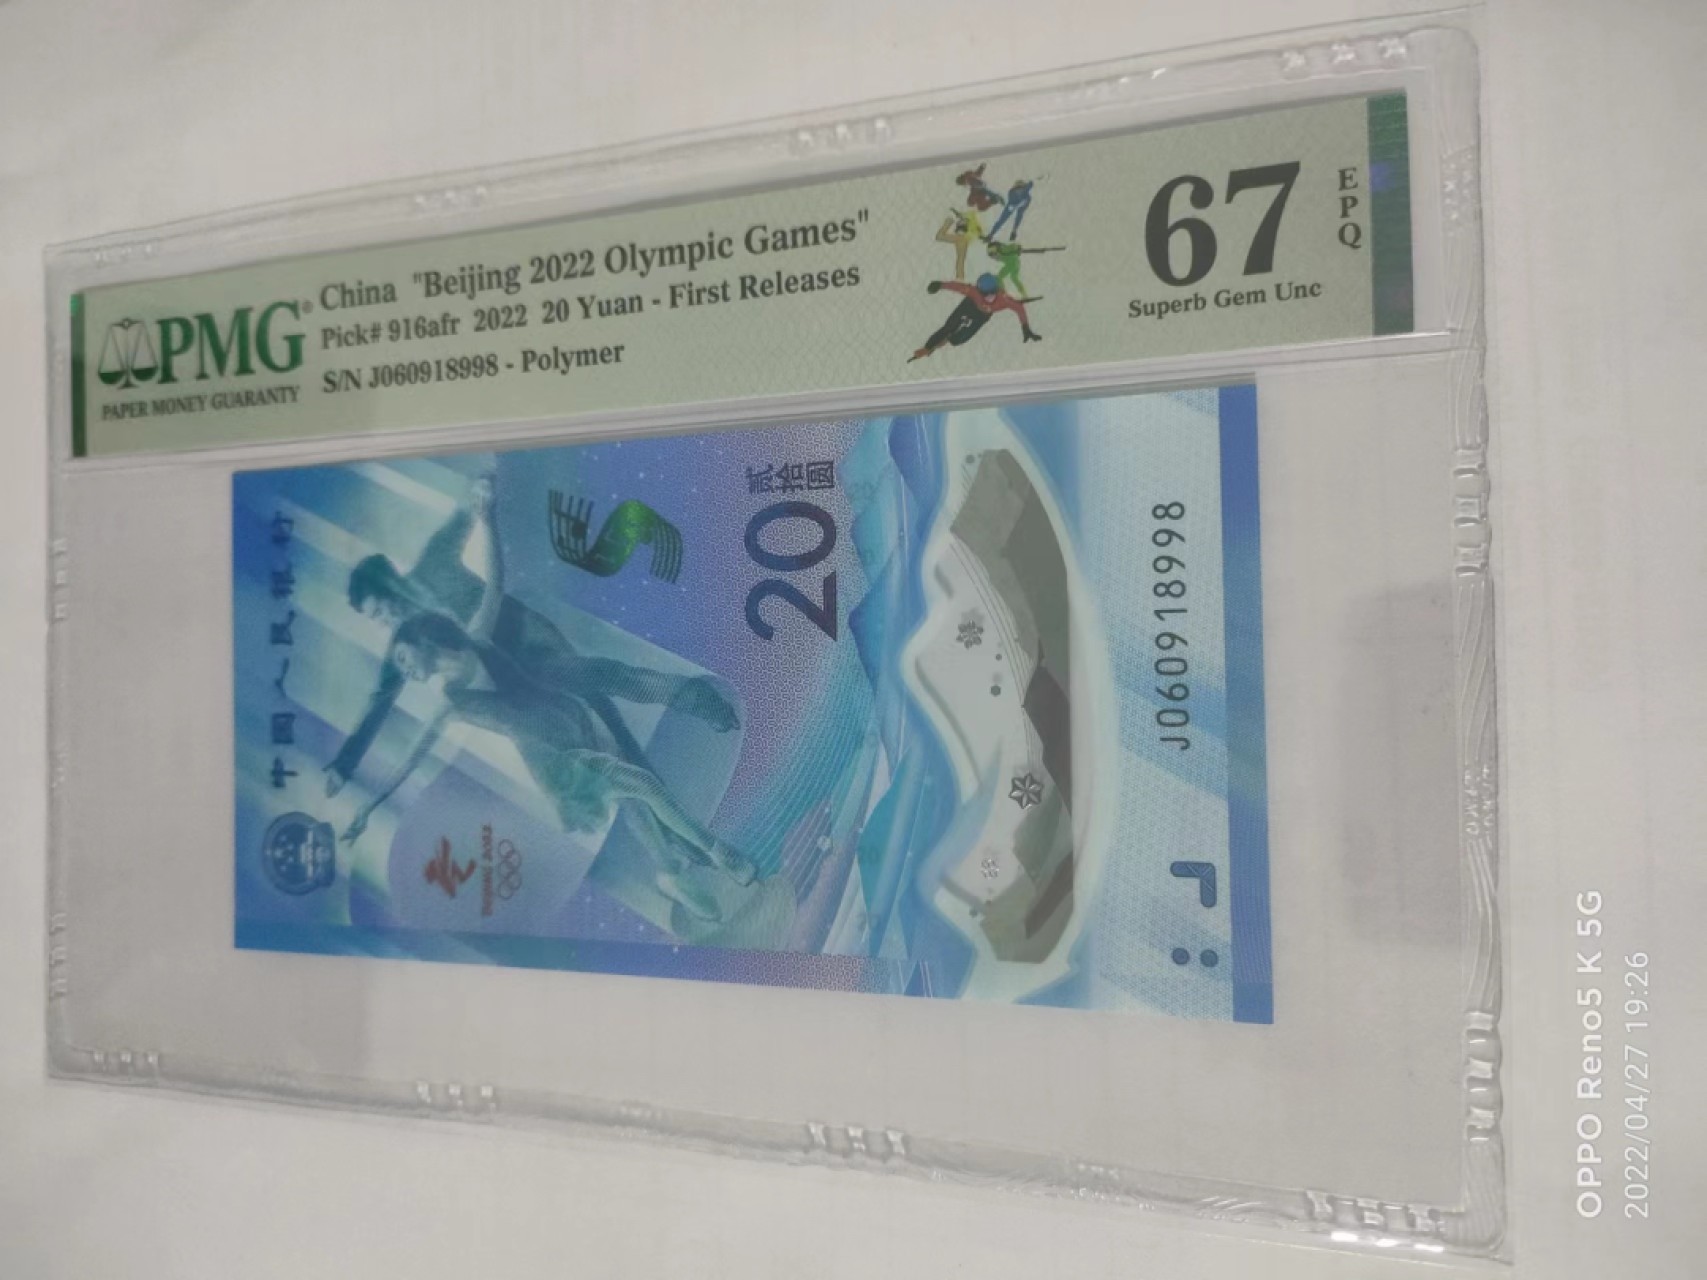 PMG®
PAPER MONEY GUARANTY
China "Beijing 2022 Olympic Games"
Pick# 916afr 2022 20 Yuan - First Releases
S/N J060918998 - Polymer
67
EPQ
Superb Gem Unc
中国人民银行
BEIJING 2022
20
贰拾圆
J060918998
OPPO Reno5 K 5G
2022/04/27 19:26